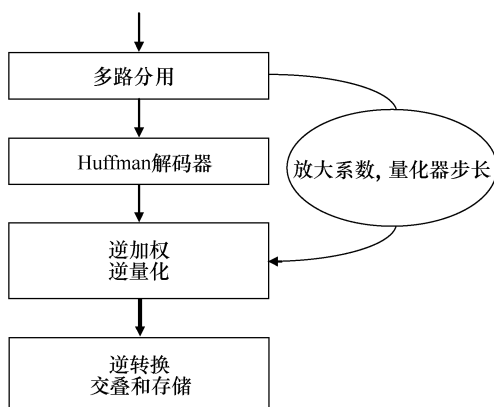 多路分用
Huffman解码器
放大系数, 量化器步长
逆加权
逆量化
逆转换
交叠和存储